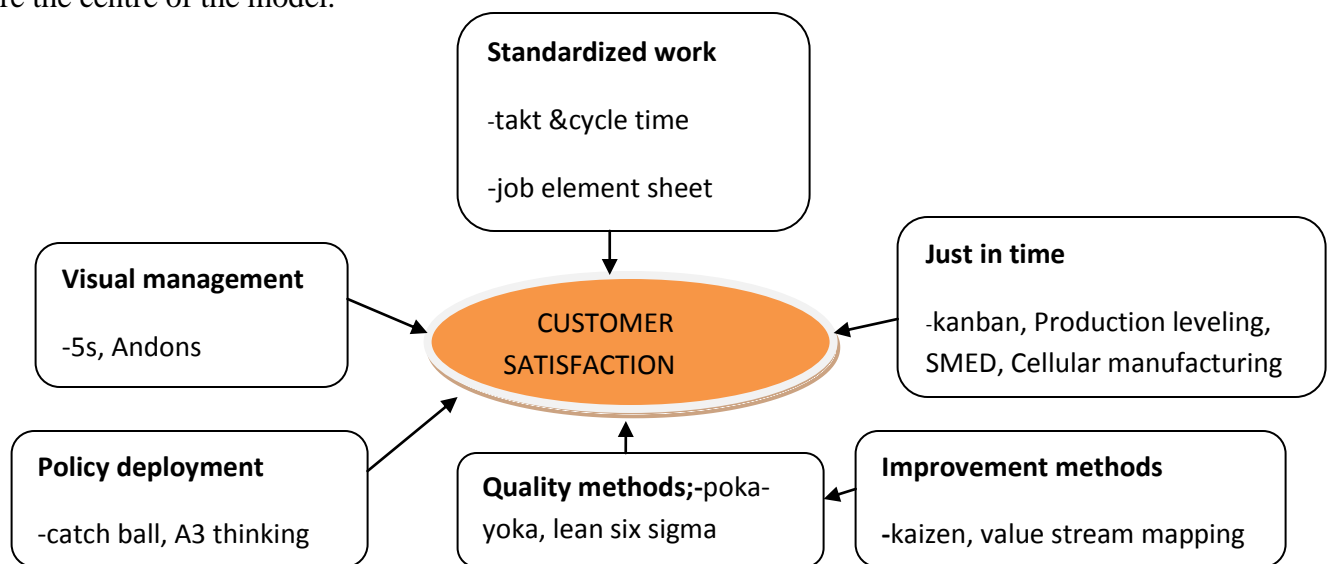 re the centre of the model.
Standardized work
-takt &cycle time
-job element sheet
Visual management
-5s, Andons
CUSTOMER
SATISFACTION
Just in time
-kanban, Production leveling,
SMED, Cellular manufacturing
Policy deployment
-catch ball, A3 thinking
Quality methods;-poka-
yoka, lean six sigma
Improvement methods
-kaizen, value stream mapping